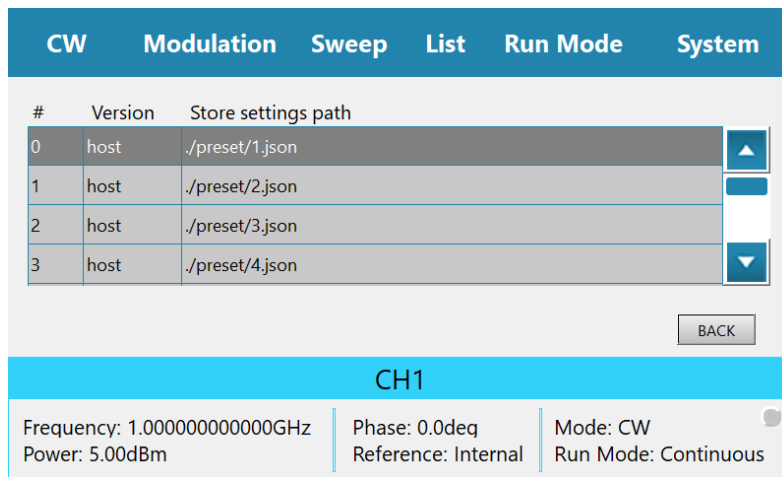 CW Modulation Sweep List Run Mode System
# Version Store settings path
0 host ./preset/1.json
1 host ./preset/2.json
2 host ./preset/3.json
3 host ./preset/4.json
BACK
CH1
Frequency: 1.000000000000GHz Phase: 0.0deg Mode: CW
Power: 5.00dBm Reference: Internal Run Mode: Continuous